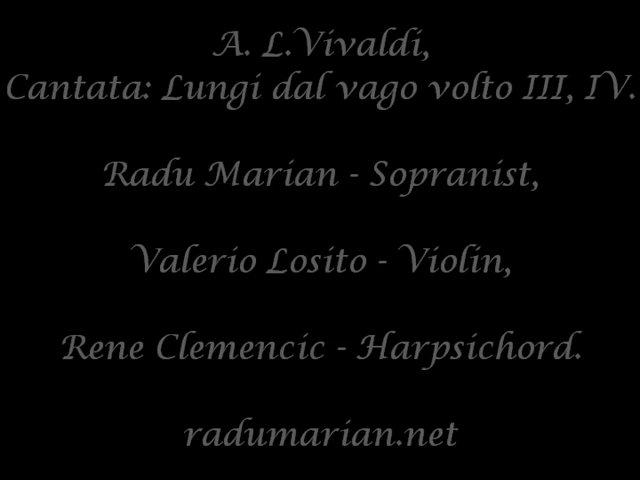 A. L.Vivaldi,
Cantata: Lungi dal vago volto III, IV.
Radu Marian - Sopranist,
Valerio Losito - Violin,
Rene Clemencic - Harpsichord.
radumarian.net